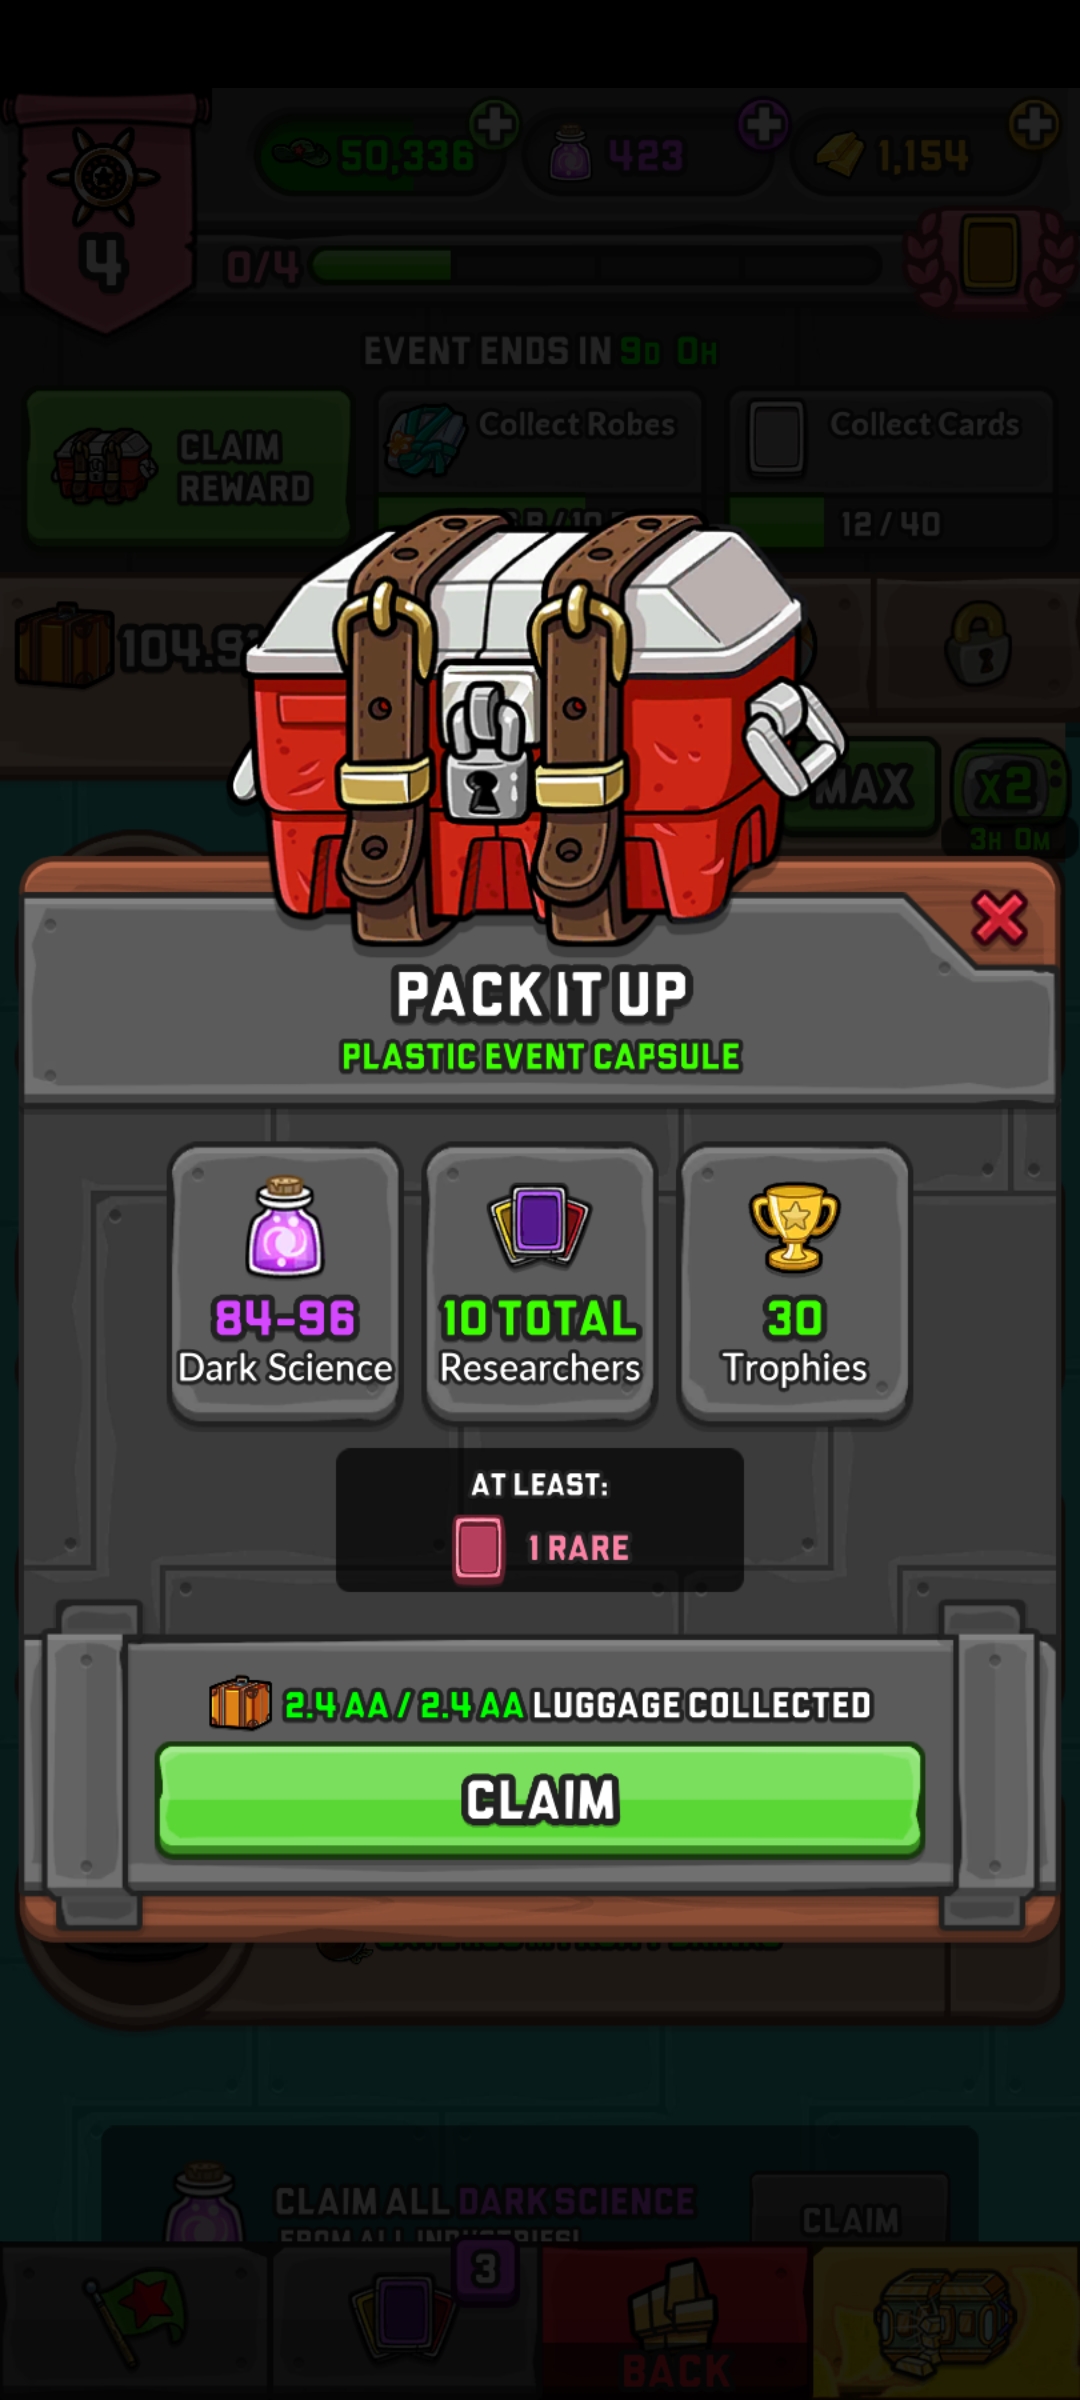 50,336
423
1,154
4
0/4
EVENT ENDS IN 9D 0H
CLAIM
REWARD
Collect Robes
Collect Cards
12 / 40
MAX
x2
3H 0M
PACK IT UP
PLASTIC EVENT CAPSULE
84-96
Dark Science
10 TOTAL
Researchers
30
Trophies
AT LEAST:
1 RARE
2.4 AA / 2.4 AA LUGGAGE COLLECTED
CLAIM
CLAIM ALL DARK SCIENCE
FROM ALL INDUSTRIES!
CLAIM
3
BACK